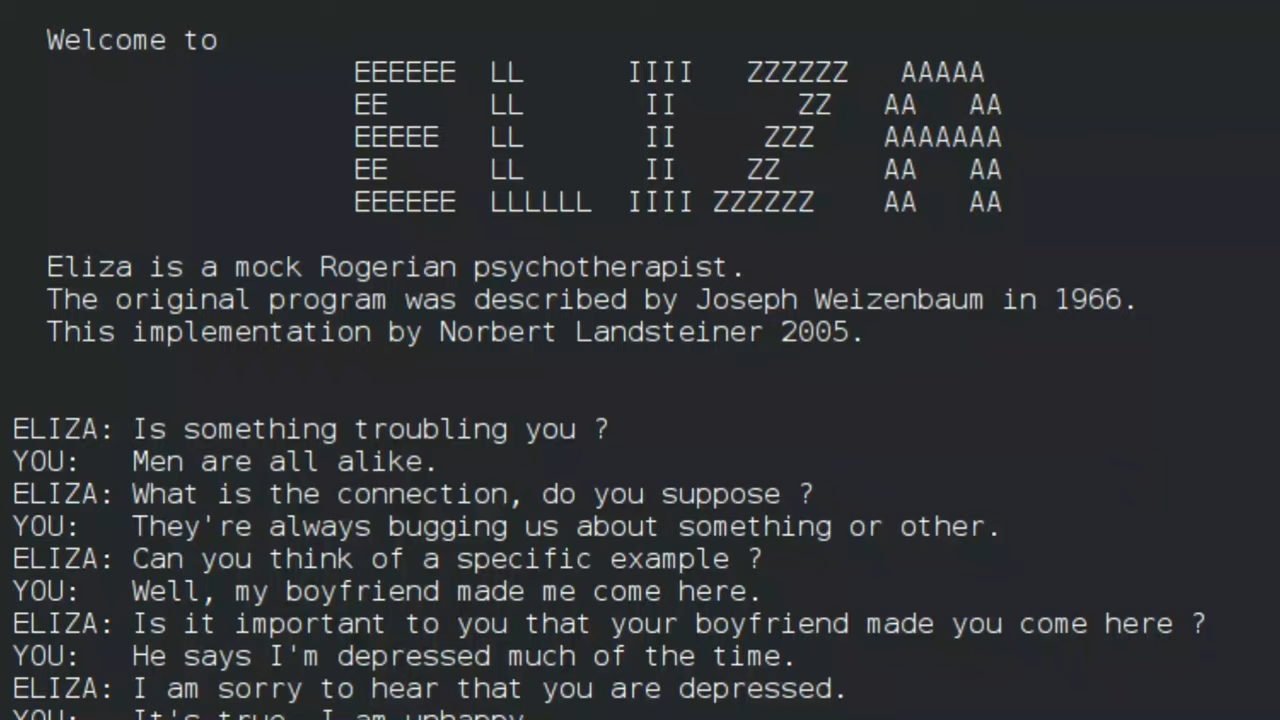 Welcome to
EEEEEE  LL      IIII   ZZZZZZ   AAAAA
EE      LL       II       ZZ   AA   AA
EEEEE   LL       II     ZZZ    AAAAAAA
EE      LL       II    ZZ      AA   AA
EEEEEE  LLLLLL  IIII ZZZZZZ    AA   AA
Eliza is a mock Rogerian psychotherapist.
The original program was described by Joseph Weizenbaum in 1966.
This implementation by Norbert Landsteiner 2005.
ELIZA: Is something troubling you ?
YOU:   Men are all alike.
ELIZA: What is the connection, do you suppose ?
YOU:   They're always bugging us about something or other.
ELIZA: Can you think of a specific example ?
YOU:   Well, my boyfriend made me come here.
ELIZA: Is it important to you that your boyfriend made you come here ?
YOU:   He says I'm depressed much of the time.
ELIZA: I am sorry to hear that you are depressed.
YOU:   It's true. I am unhappy.